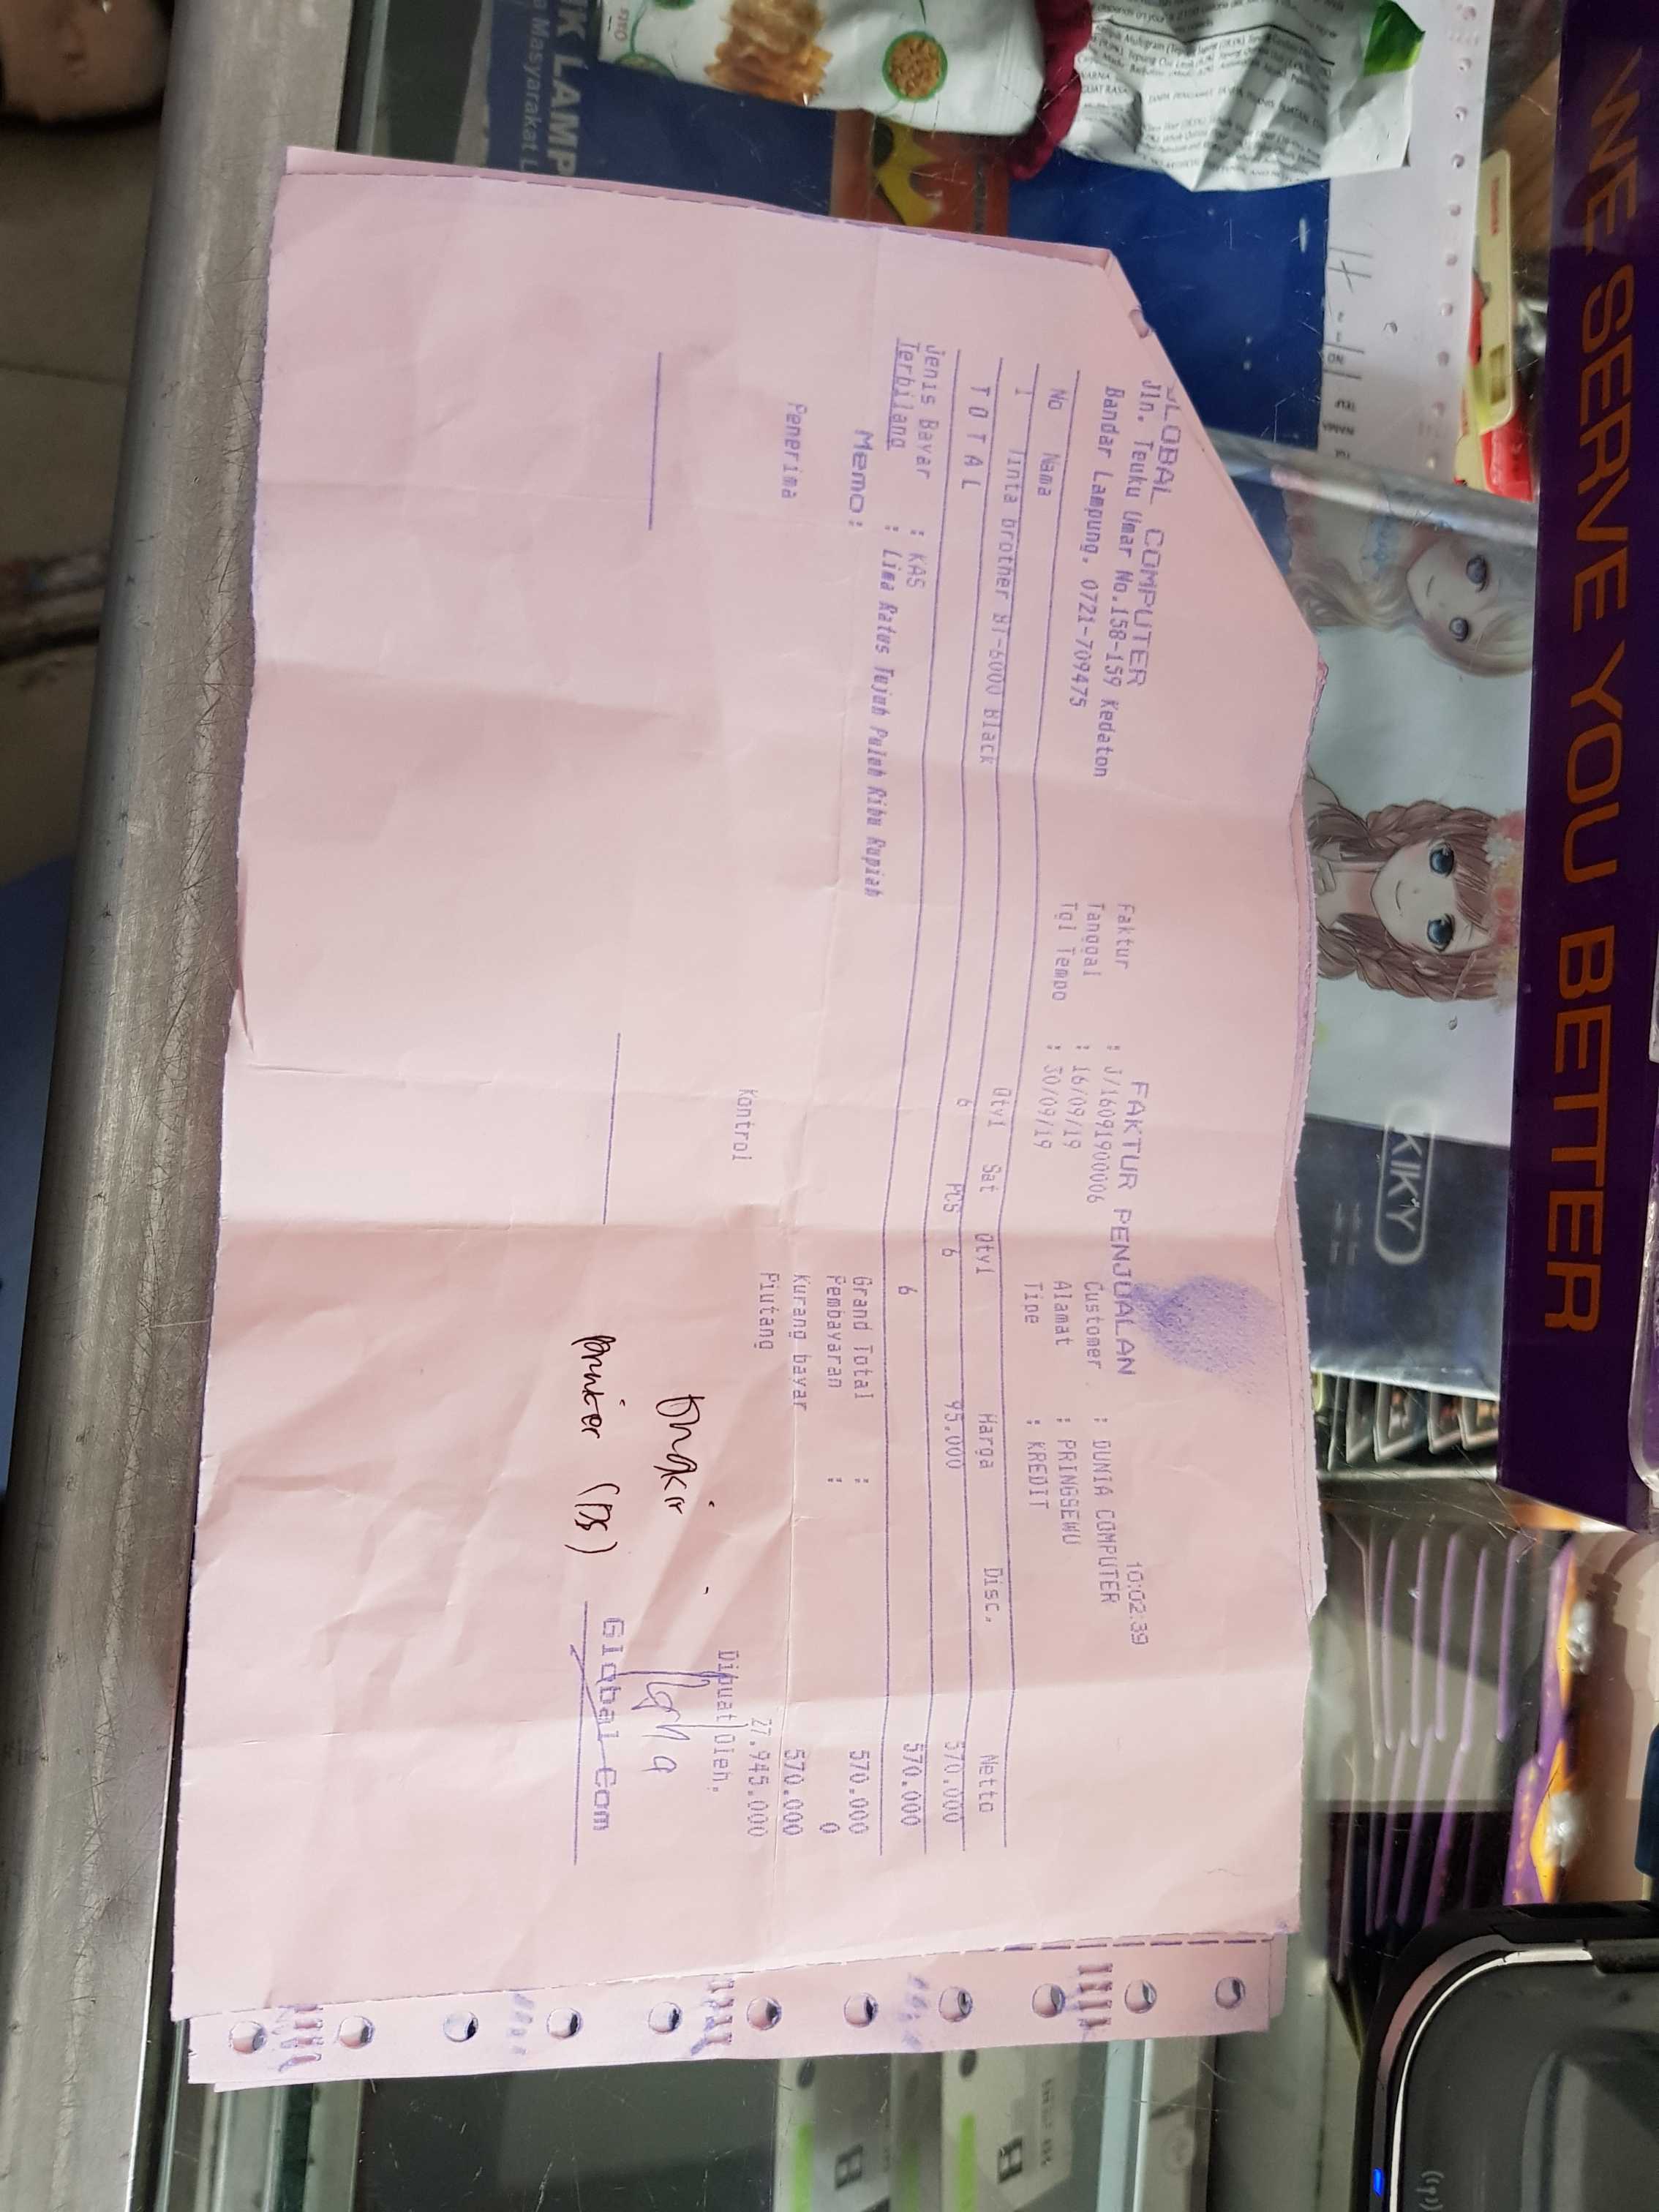 GLOBAL COMPUTER
Jln. Teuku Umar No.158-159 Kedaton
Bandar Lampung, 0721-709475
FAKTUR PENJUALAN
10:02:39
Faktur : J/1609190006
Tanggal : 16/09/19
Tgl Tempo : 30/09/19
Customer : DUNIA COMPUTER
Alamat : PRINGSEWU
Tipe : KREDIT
No Nama Qty1 Sat Qty1 Harga Disc. Netto
1 Tinta brother BT-6000 Black 6 PCS 6 95.000 570.000
T O T A L 6 570.000
Jenis Bayar : KAS
Terbilang : Lima Ratus Tujuh Puluh Ribu Rupiah
Memo:
Grand Total : 570.000
Pembayaran : 0
Kurang bayar 570.000
Piutang 27.945.000
Penerima Kontrol Dibuat Oleh,
Ongkir
printer
Global Com
WE SERVE YOU BETTER
KIKY